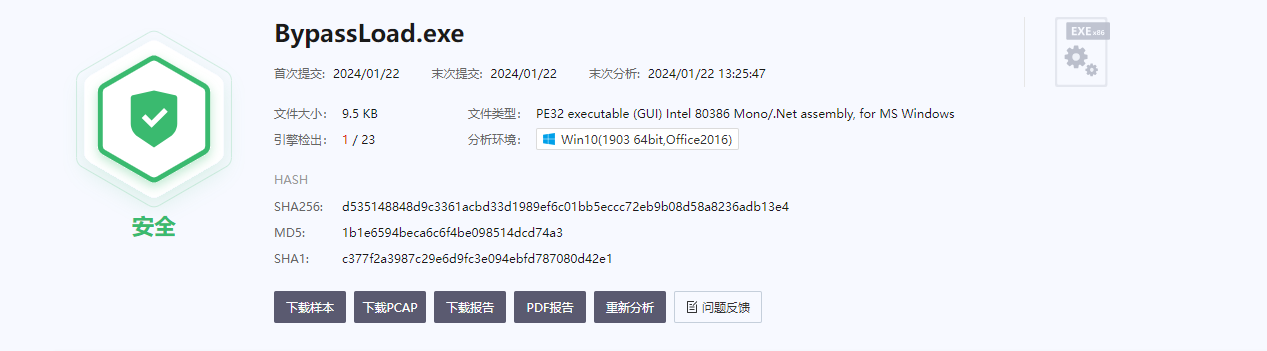 BypassLoad.exe
首次提交: 2024/01/22 末次提交: 2024/01/22 末次分析: 2024/01/22 13:25:47
EXE x86
文件大小: 9.5 KB 文件类型: PE32 executable (GUI) Intel 80386 Mono/.Net assembly, for MS Windows
引擎检出: 1 / 23 分析环境: Win10(1903 64bit,Office2016)
HASH
SHA256: d535148848d9c3361acbd33d1989ef6c01bb5eccc72eb9b08d58a8236adb13e4
安全
MD5: 1b1e6594beca6c6f4be098514dcd74a3
SHA1: c377f2a3987c29e6d9fc3e094ebfd787080d42e1
下载样本 下载PCAP 下载报告 PDF报告 重新分析 问题反馈